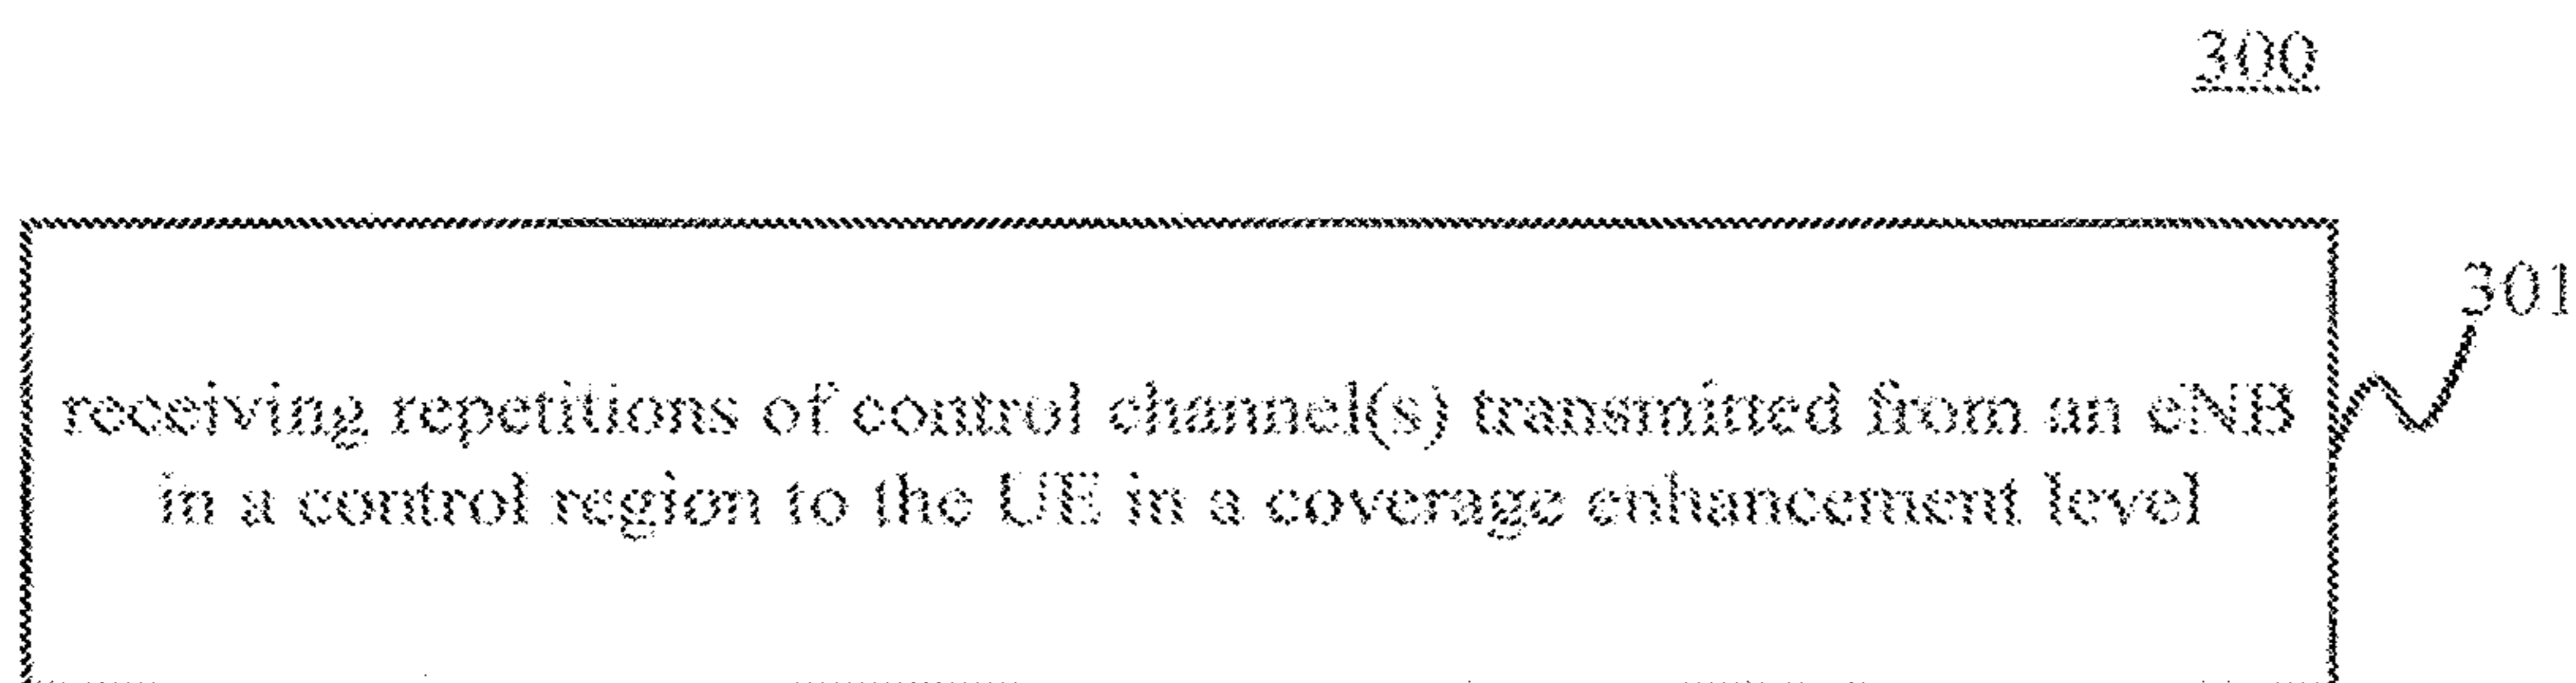 300
301
receiving repetitions of control channel(s) transmitted from an eNB
in a control region to the UE in a coverage enhancement level